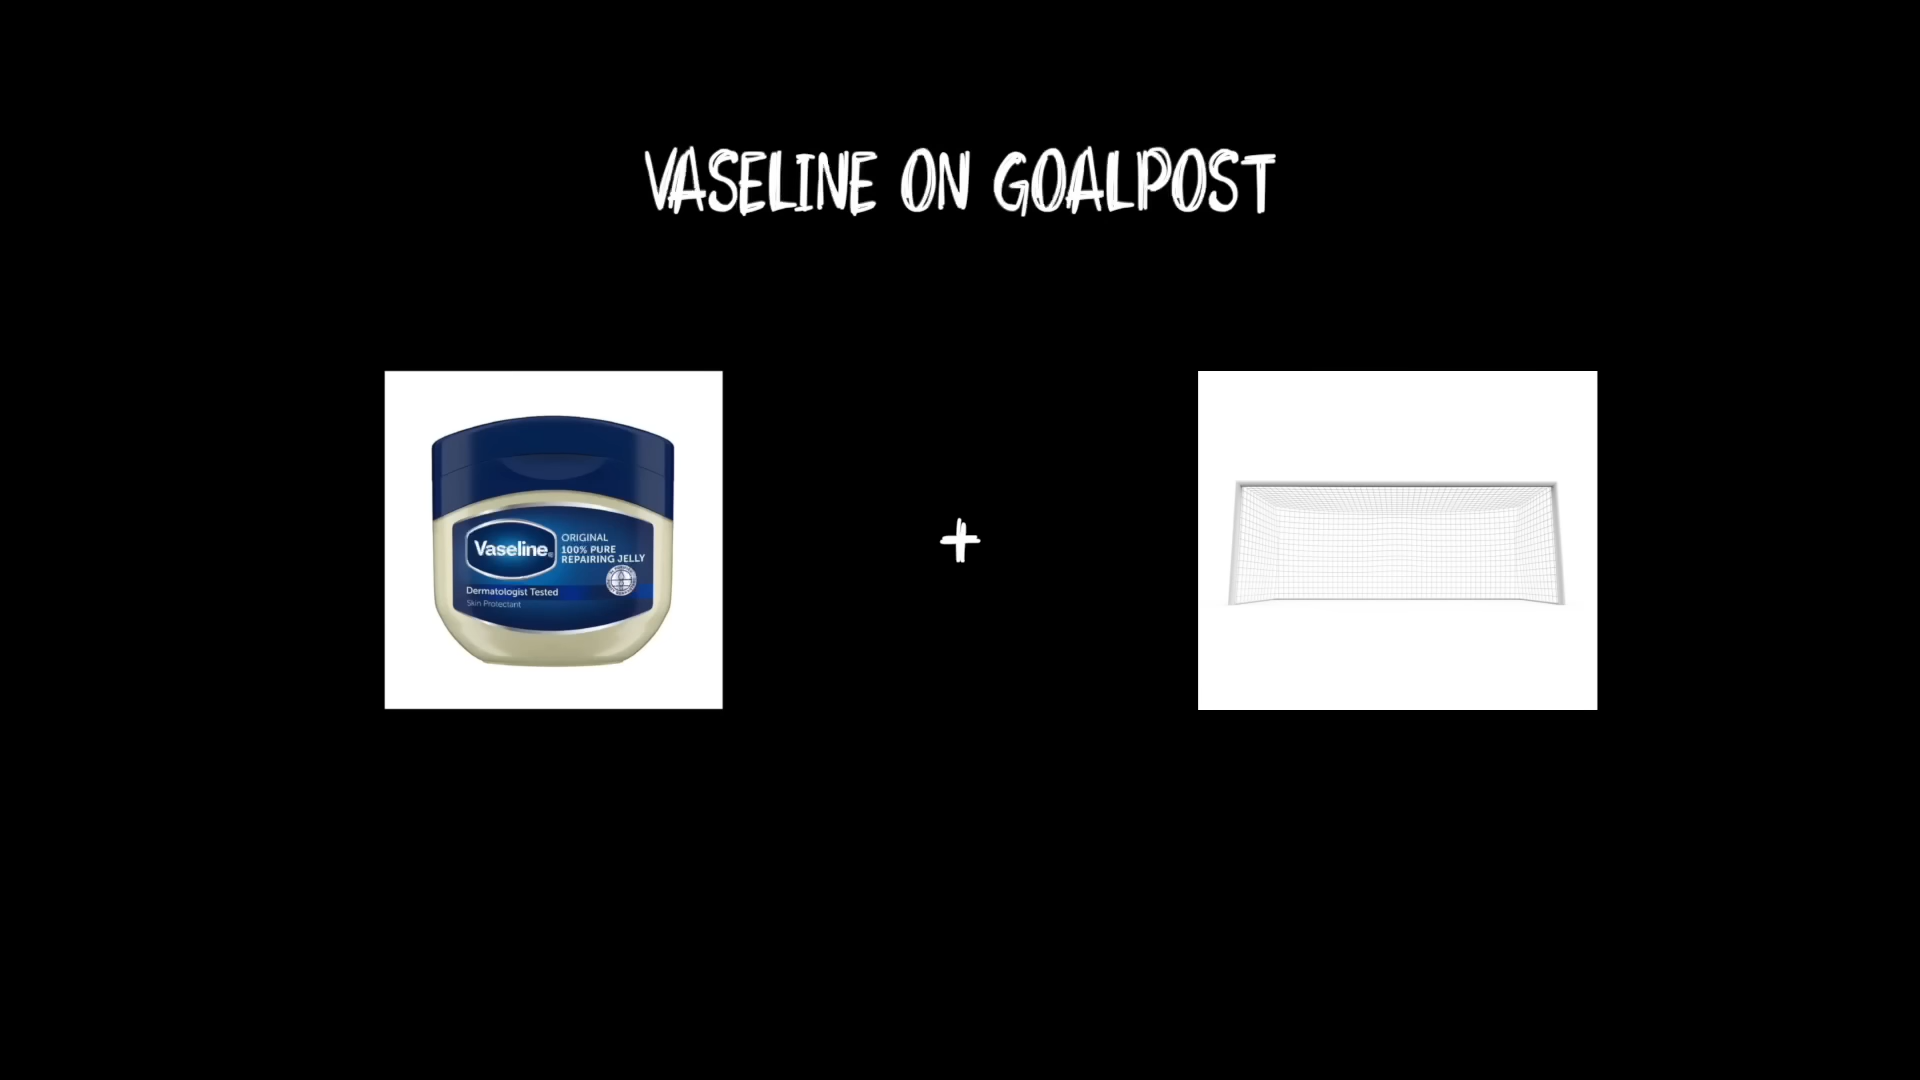 VASELINE ON GOALPOST
Vaseline
ORIGINAL
100% PURE
REPAIRING JELLY
Dermatologist Tested
Skin Protectant
+